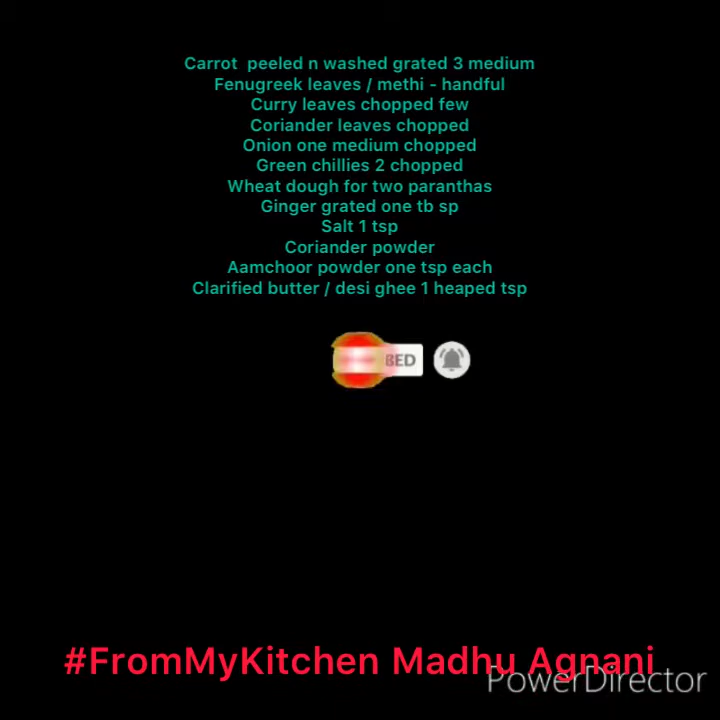 Carrot  peeled n washed grated 3 medium
Fenugreek leaves / methi - handful
Curry leaves chopped few
Coriander leaves chopped
Onion one medium chopped
Green chillies 2 chopped
Wheat dough for two paranthas
Ginger grated one tb sp
Salt 1 tsp
Coriander powder
Aamchoor powder one tsp each
Clarified butter / desi ghee 1 heaped tsp
BED
#FromMyKitchen Madhu Agnani
PowerDirector